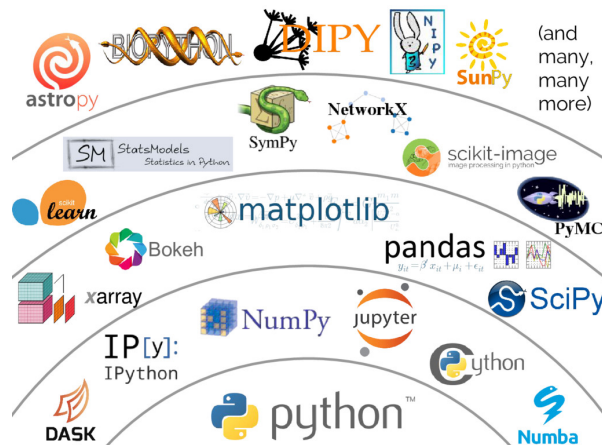 astropy
BIOPYTHON
DIPY
NIPY
SunPy
(and
many,
many
more)
SymPy
NetworkX
SM
StatsModels
Statistics in Python
scikit-image
image processing in python
scikit
learn
matplotlib
PyMC
Bokeh
pandas
xarray
NumPy
jupyter
SciPy
IP[y]:
IPython
Cython
DASK
python™
Numba